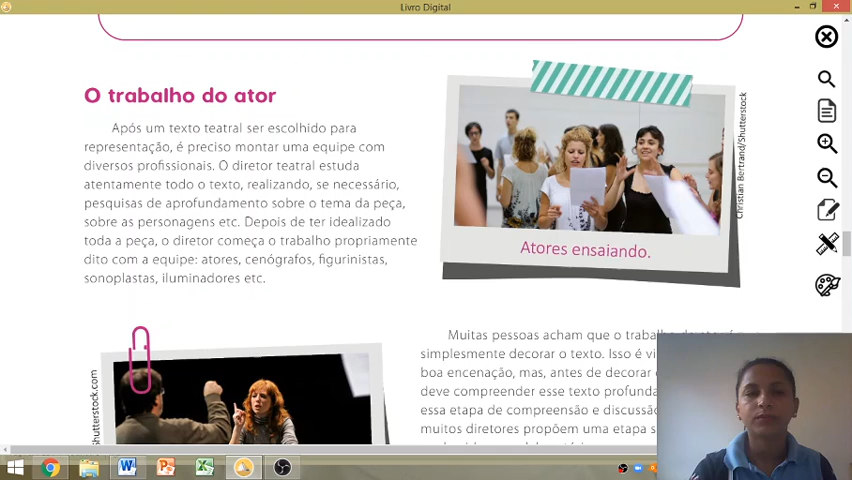 Livro Digital
O trabalho do ator
Após um texto teatral ser escolhido para
representação, é preciso montar uma equipe com
diversos profissionais. O diretor teatral estuda
atentamente todo o texto, realizando, se necessário,
pesquisas de aprofundamento sobre o tema da peça,
sobre as personagens etc. Depois de ter idealizado
toda a peça, o diretor começa o trabalho propriamente
dito com a equipe: atores, cenógrafos, figurinistas,
sonoplastas, iluminadores etc.
Christian Bertrand/Shutterstock
Atores ensaiando.
hutterstock.com
Muitas pessoas acham que o
simplesmente decorar o texto. Isso é
boa encenação, mas, antes de decorar
deve compreender esse texto
essa etapa de compreensão e discussão
muitos diretores propõem uma etapa